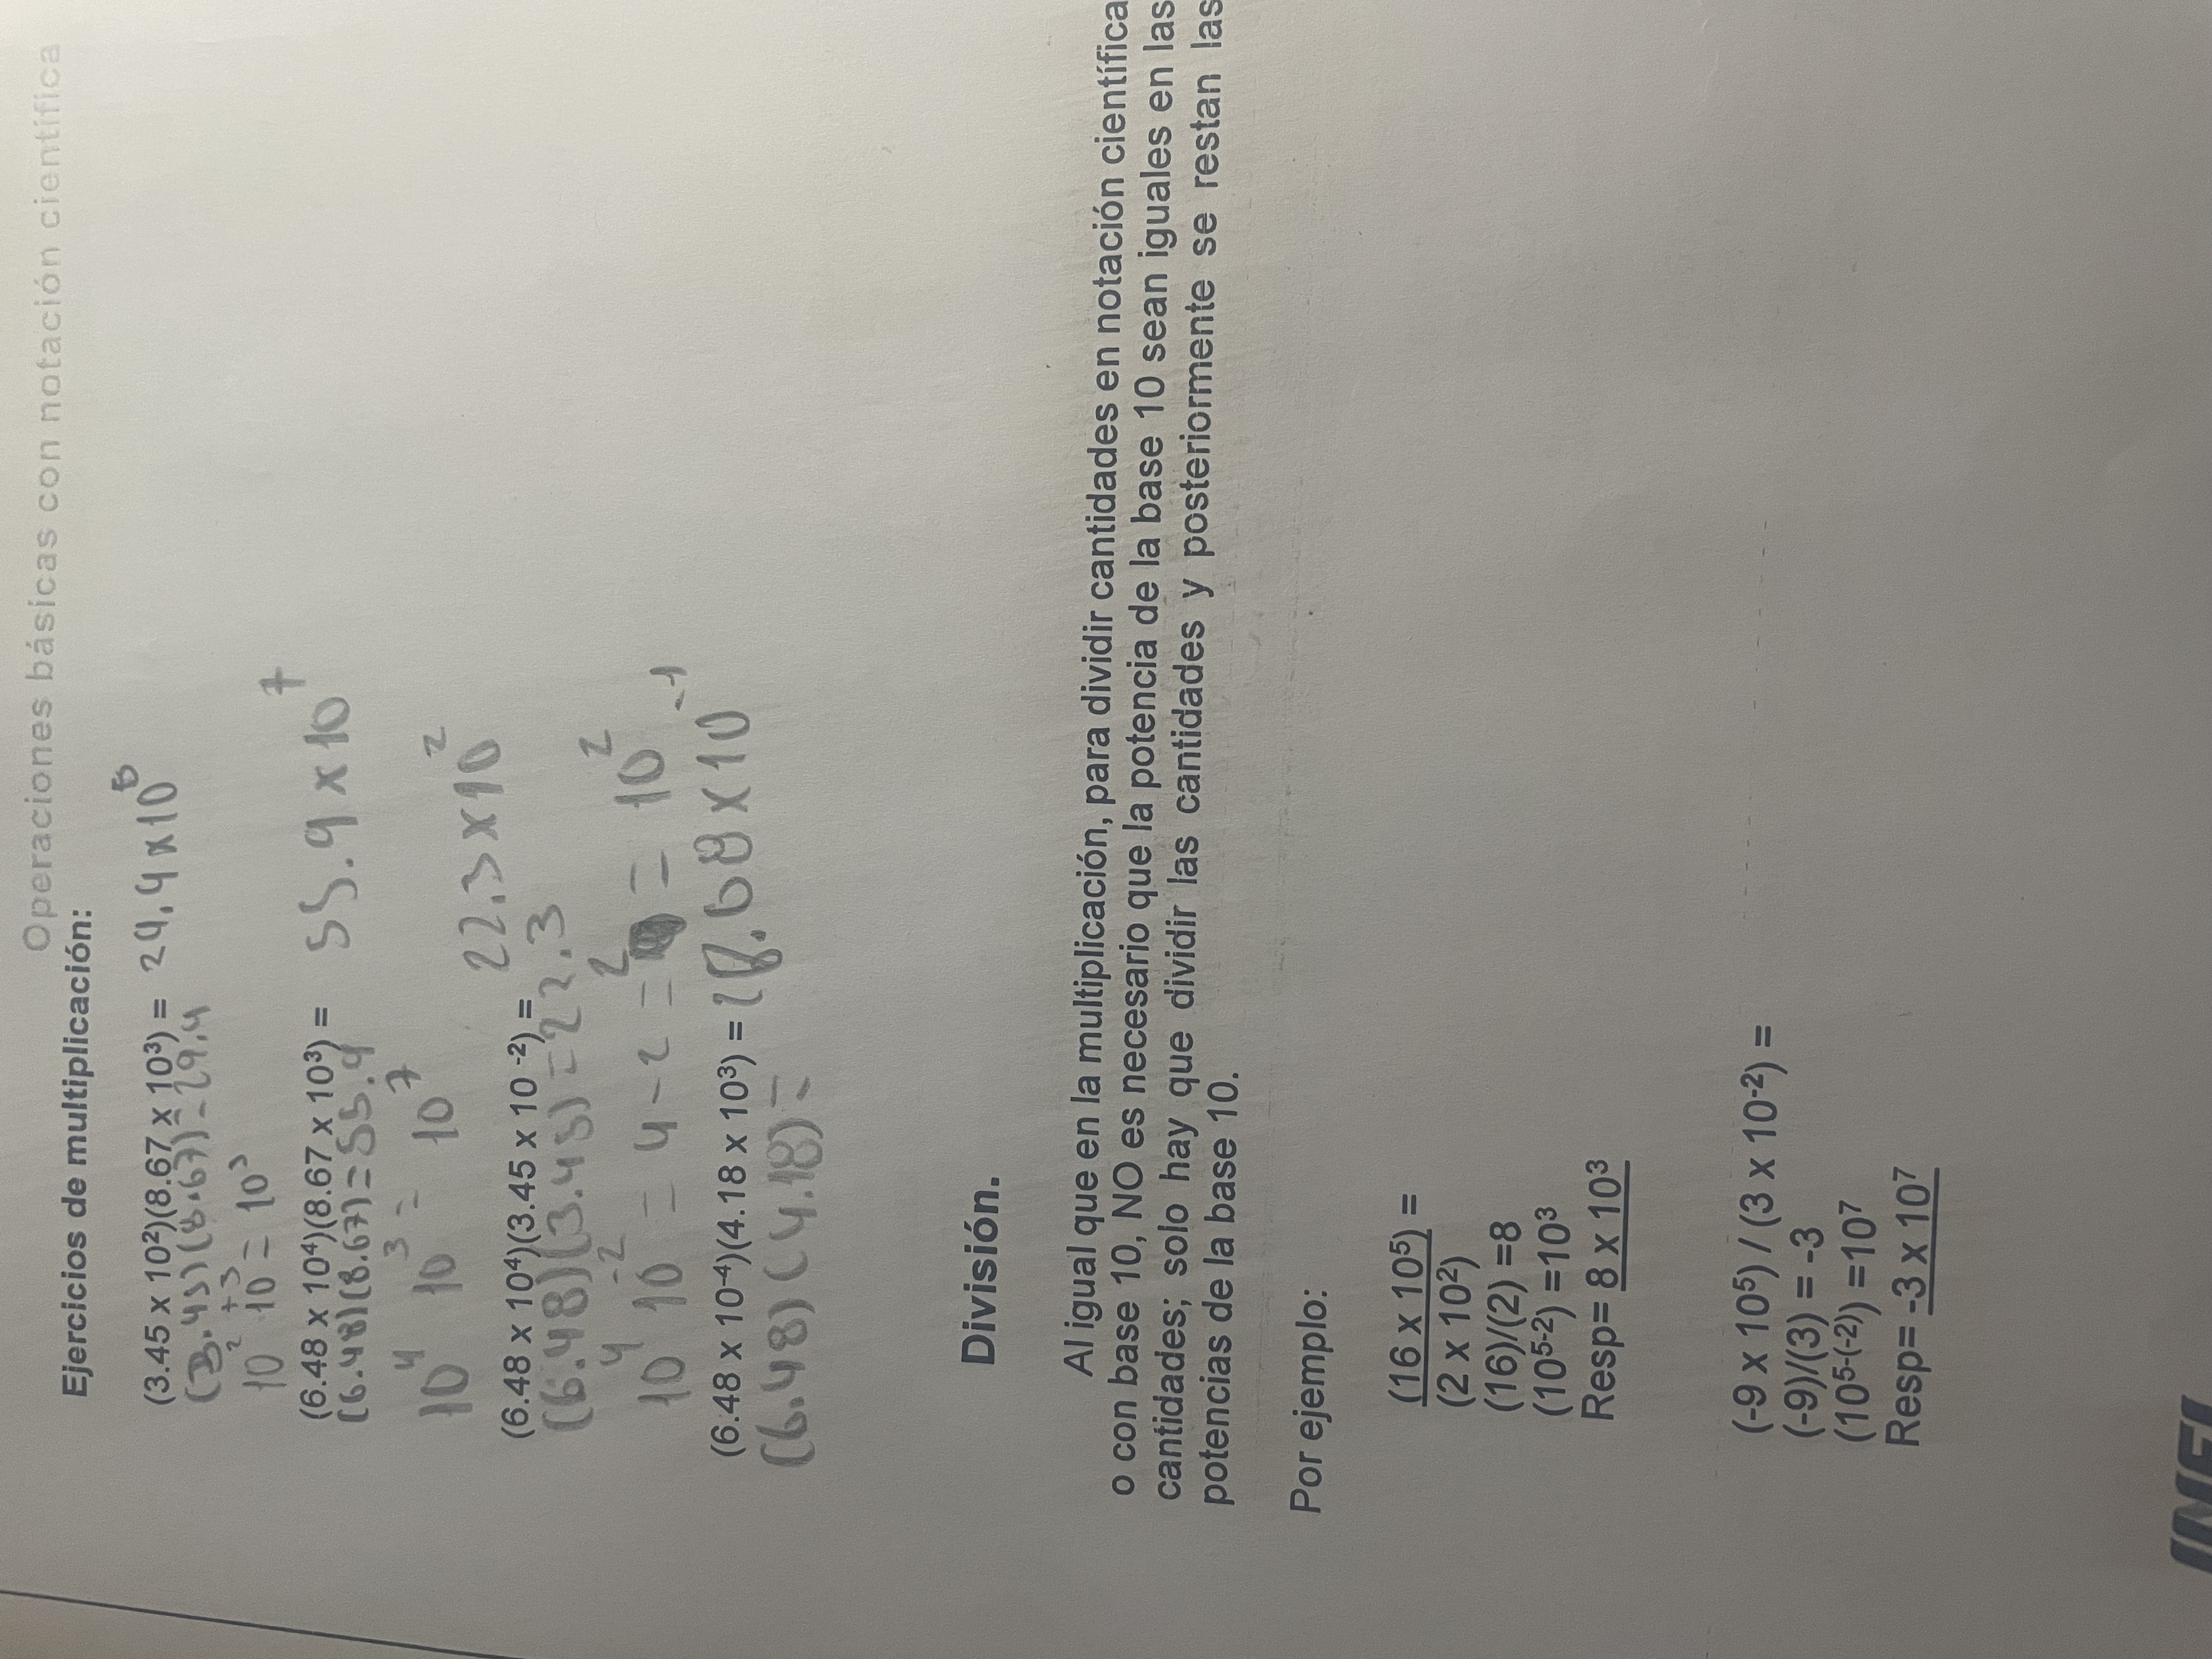 Operaciones básicas con notación científica
Ejercicios de multiplicación:
(3.45 x 10²)(8.67 x 10³) = 29.9 x 10⁵
(3.45)(8.67) = 29.9
10² 10⁺³ = 10⁵
(6.48 x 10⁴)(8.67 x 10³) = 55.9 x 10⁷
(6.48)(8.67) = 55.9
10⁴ 10³ = 10⁷
22.3 x 10²
(6.48 x 10⁴)(3.45 x 10⁻²) =
(6.48)(3.45) = 22.3
10⁴ 10⁻² = 4 - 2 = ² = 10²
(6.48 x 10⁻⁴)(4.18 x 10³) = .08 x 10⁻¹
(6.48)(4.18) =
División.
Al igual que en la multiplicación, para dividir cantidades en notación científica
o con base 10, NO es necesario que la potencia de la base 10 sean iguales en las
cantidades; solo hay que dividir las cantidades y posteriormente se restan las
potencias de la base 10.
Por ejemplo:
(16 x 10⁵) =
(2 x 10²)
(16)/(2) =8
(10⁵⁻²) =10³
Resp= 8 x 10³
(-9 x 10⁵) / (3 x 10⁻²) =
(-9)/(3) = -3
(10⁵⁻⁽⁻²⁾) =10⁷
Resp= -3 x 10⁷